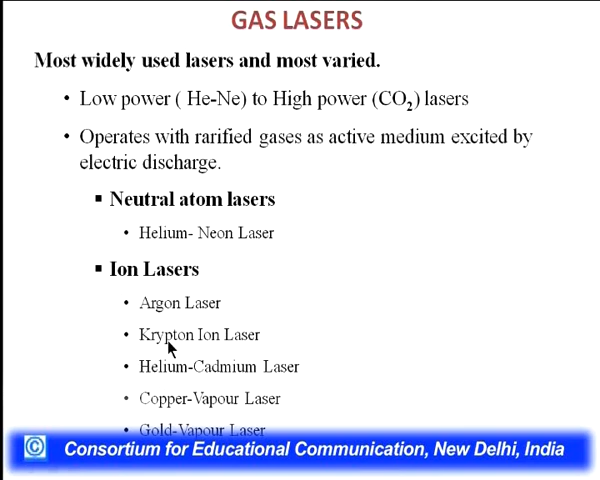 GAS LASERS
Most widely used lasers and most varied.
• Low power ( He-Ne) to High power (CO2) lasers
• Operates with rarified gases as active medium excited by
electric discharge.
▪ Neutral atom lasers
• Helium- Neon Laser
▪ Ion Lasers
• Argon Laser
• Krypton Ion Laser
• Helium-Cadmium Laser
• Copper-Vapour Laser
• Gold-Vapour Laser
© Consortium for Educational Communication, New Delhi, India